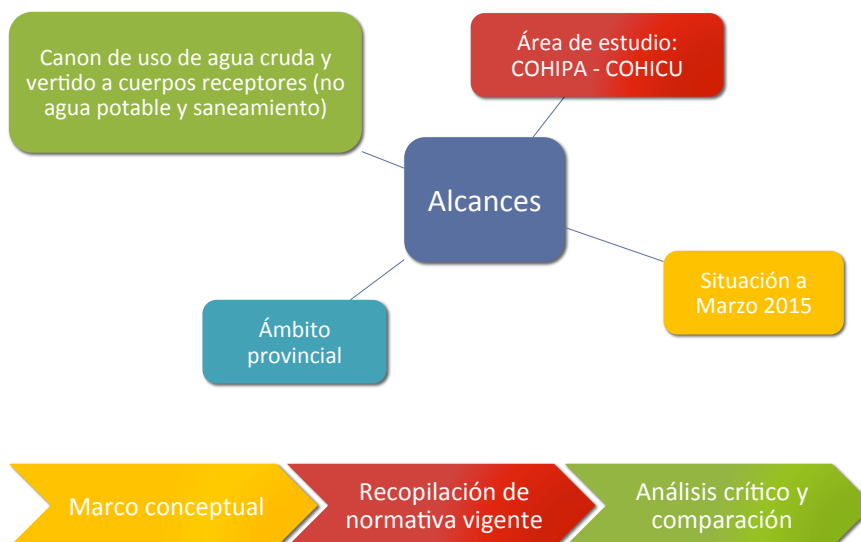 Canon de uso de agua cruda y
vertido a cuerpos receptores (no
agua potable y saneamiento)
Área de estudio:
COHIPA - COHICU
Alcances
Situación a
Marzo 2015
Ámbito
provincial
Marco conceptual
Recopilación de
normativa vigente
Análisis crítico y
comparación